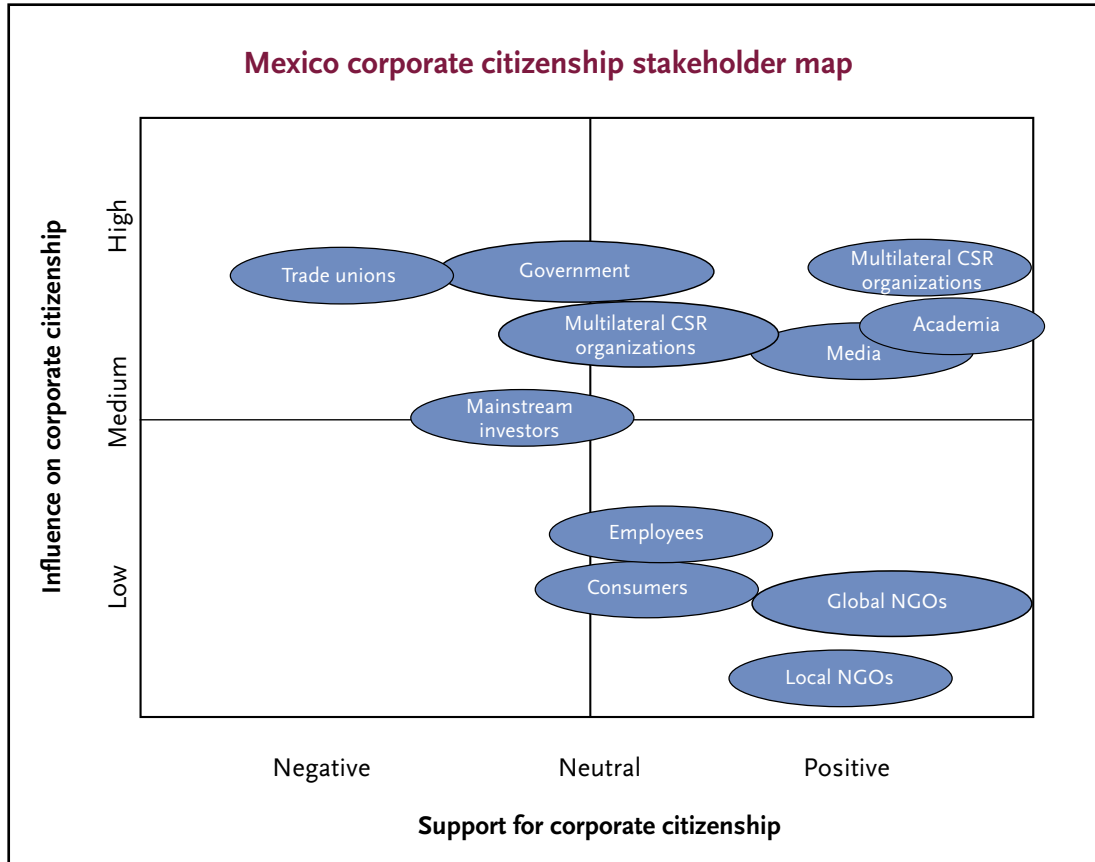 Mexico corporate citizenship stakeholder map
Influence on corporate citizenship
High
Medium
Low
Trade unions
Government
Multilateral CSR
organizations
Multilateral CSR
organizations
Academia
Media
Mainstream
investors
Employees
Consumers
Global NGOs
Local NGOs
Negative
Neutral
Positive
Support for corporate citizenship